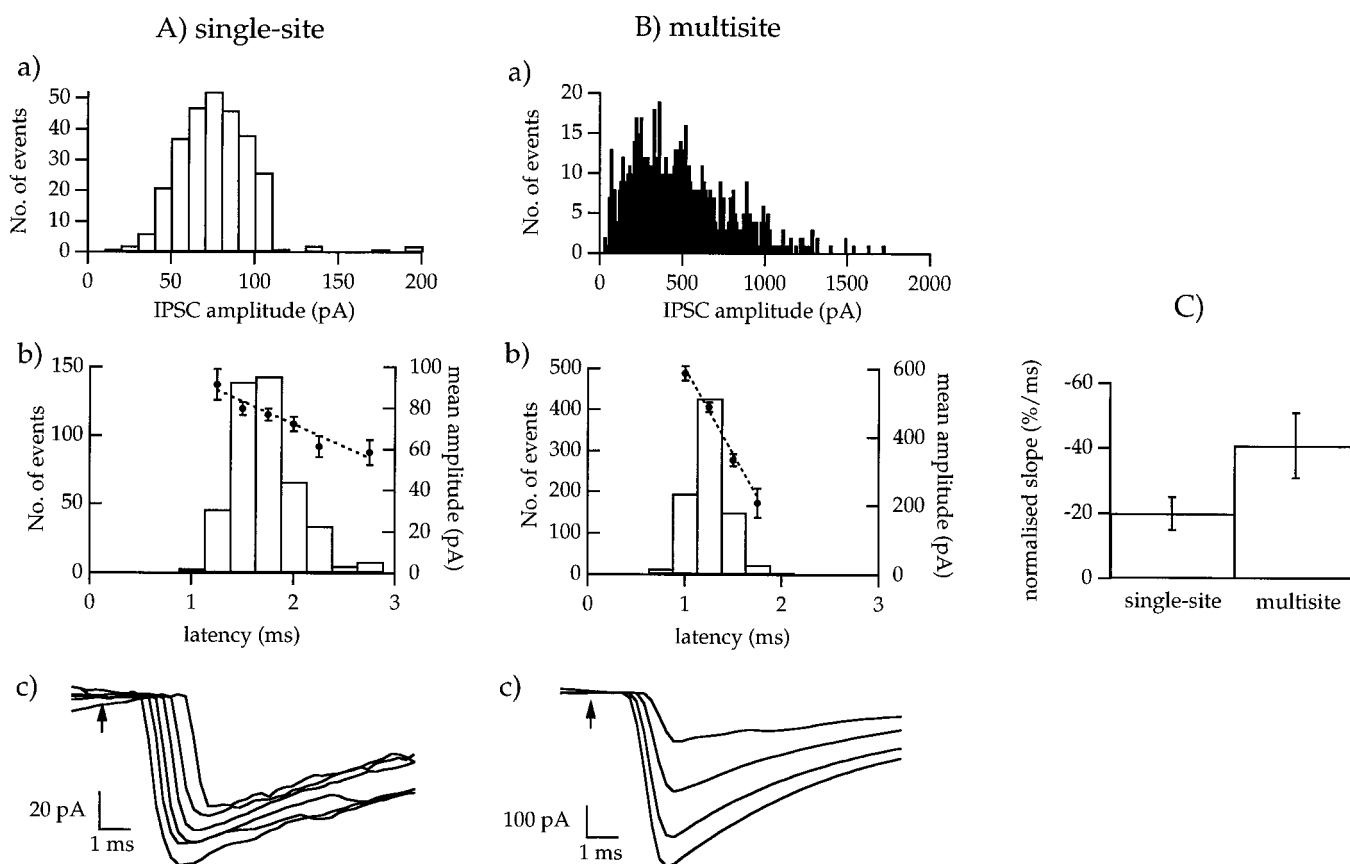 A) single-site
a)
No. of events
50
40
30
20
10
0
0 50 100 150 200
IPSC amplitude (pA)
b)
No. of events
150
100
50
0
mean amplitude (pA)
100
80
60
40
20
0
0 1 2 3
latency (ms)
c)
20 pA
1 ms
B) multisite
a)
No. of events
20
15
10
5
0
0 500 1000 1500 2000
IPSC amplitude (pA)
b)
No. of events
500
400
300
200
100
0
mean amplitude (pA)
600
400
200
0
0 1 2 3
latency (ms)
c)
100 pA
1 ms
C)
normalised slope (%/ms)
-60
-40
-20
0
single-site multisite